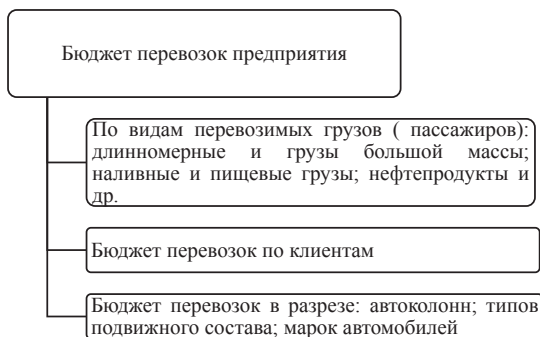 Бюджет перевозок предприятия
По видам перевозимых грузов ( пассажиров):
длинномерные и грузы большой массы;
наливные и пищевые грузы; нефтепродукты и
др.
Бюджет перевозок по клиентам
Бюджет перевозок в разрезе: автоколонн; типов
подвижного состава; марок автомобилей